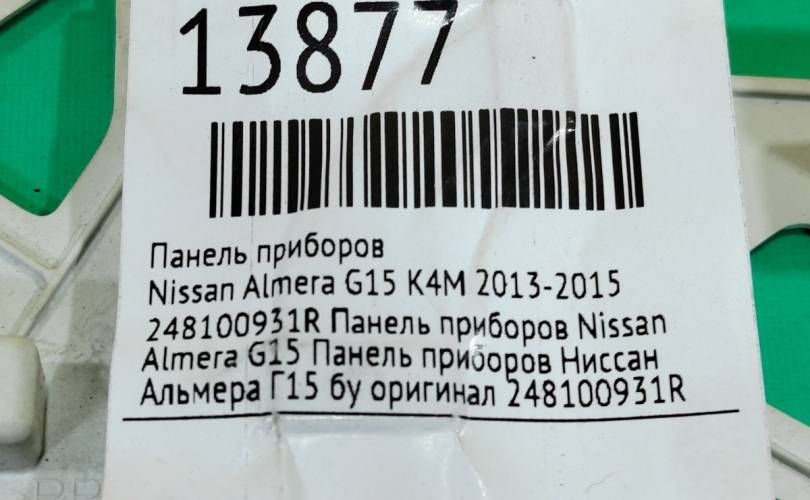 13877
Панель приборов
Nissan Almera G15 K4M 2013-2015
248100931R Панель приборов Nissan
Almera G15 Панель приборов Ниссан
Альмера Г15 бу оригинал 248100931R